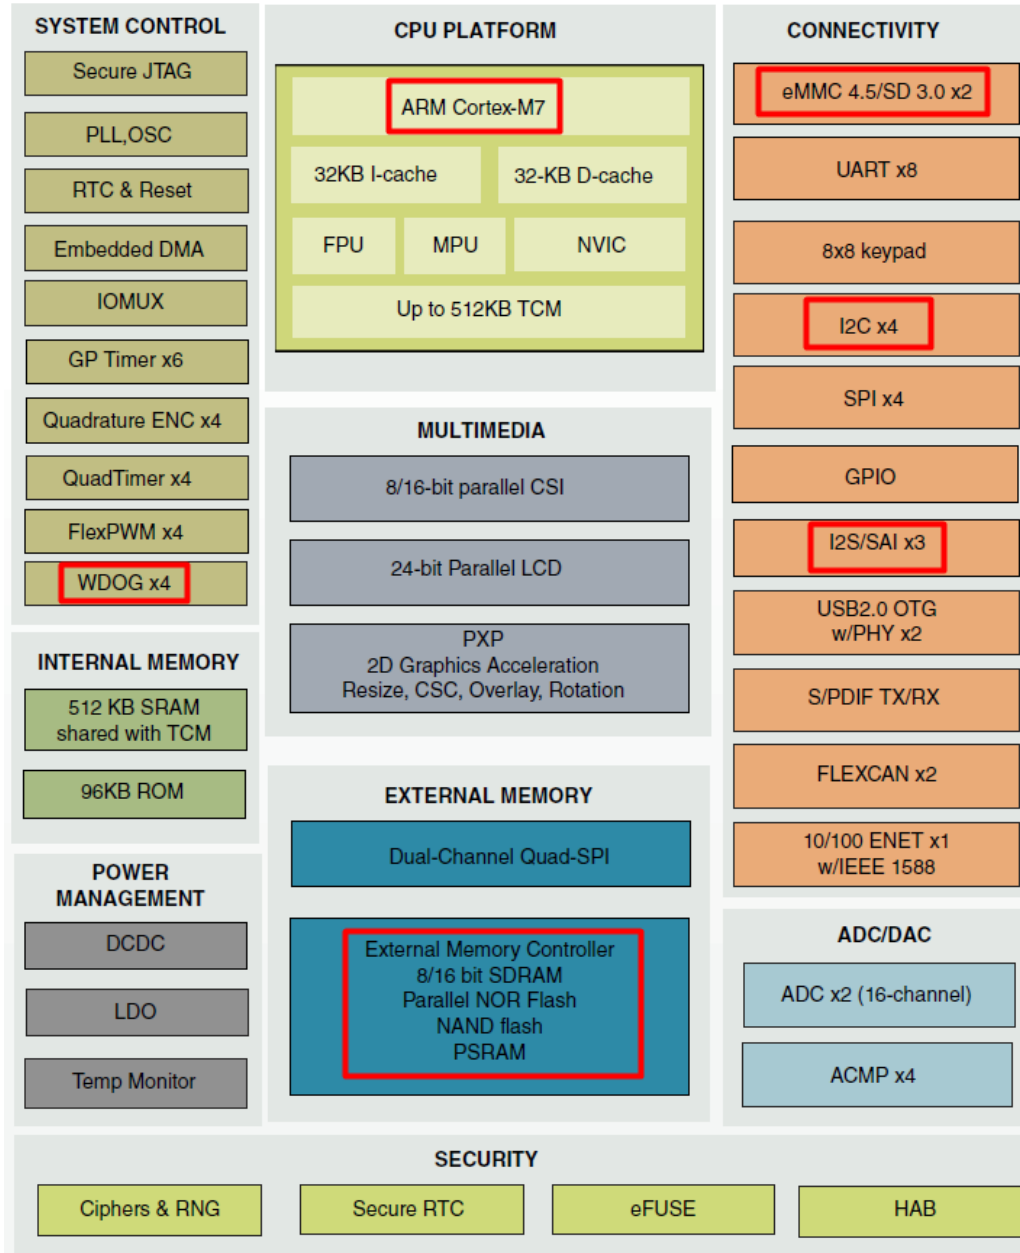 SYSTEM CONTROL
Secure JTAG
PLL,OSC
RTC & Reset
Embedded DMA
IOMUX
GP Timer x6
Quadrature ENC x4
QuadTimer x4
FlexPWM x4
WDOG x4
INTERNAL MEMORY
512 KB SRAM
shared with TCM
96KB ROM
POWER
MANAGEMENT
DCDC
LDO
Temp Monitor
CPU PLATFORM
ARM Cortex-M7
32KB I-cache
32-KB D-cache
FPU
MPU
NVIC
Up to 512KB TCM
MULTIMEDIA
8/16-bit parallel CSI
24-bit Parallel LCD
PXP
2D Graphics Acceleration
Resize, CSC, Overlay, Rotation
EXTERNAL MEMORY
Dual-Channel Quad-SPI
External Memory Controller
8/16 bit SDRAM
Parallel NOR Flash
NAND flash
PSRAM
CONNECTIVITY
eMMC 4.5/SD 3.0 x2
UART x8
8x8 keypad
I2C x4
SPI x4
GPIO
I2S/SAI x3
USB2.0 OTG
w/PHY x2
S/PDIF TX/RX
FLEXCAN x2
10/100 ENET x1
w/IEEE 1588
ADC/DAC
ADC x2 (16-channel)
ACMP x4
SECURITY
Ciphers & RNG
Secure RTC
eFUSE
HAB